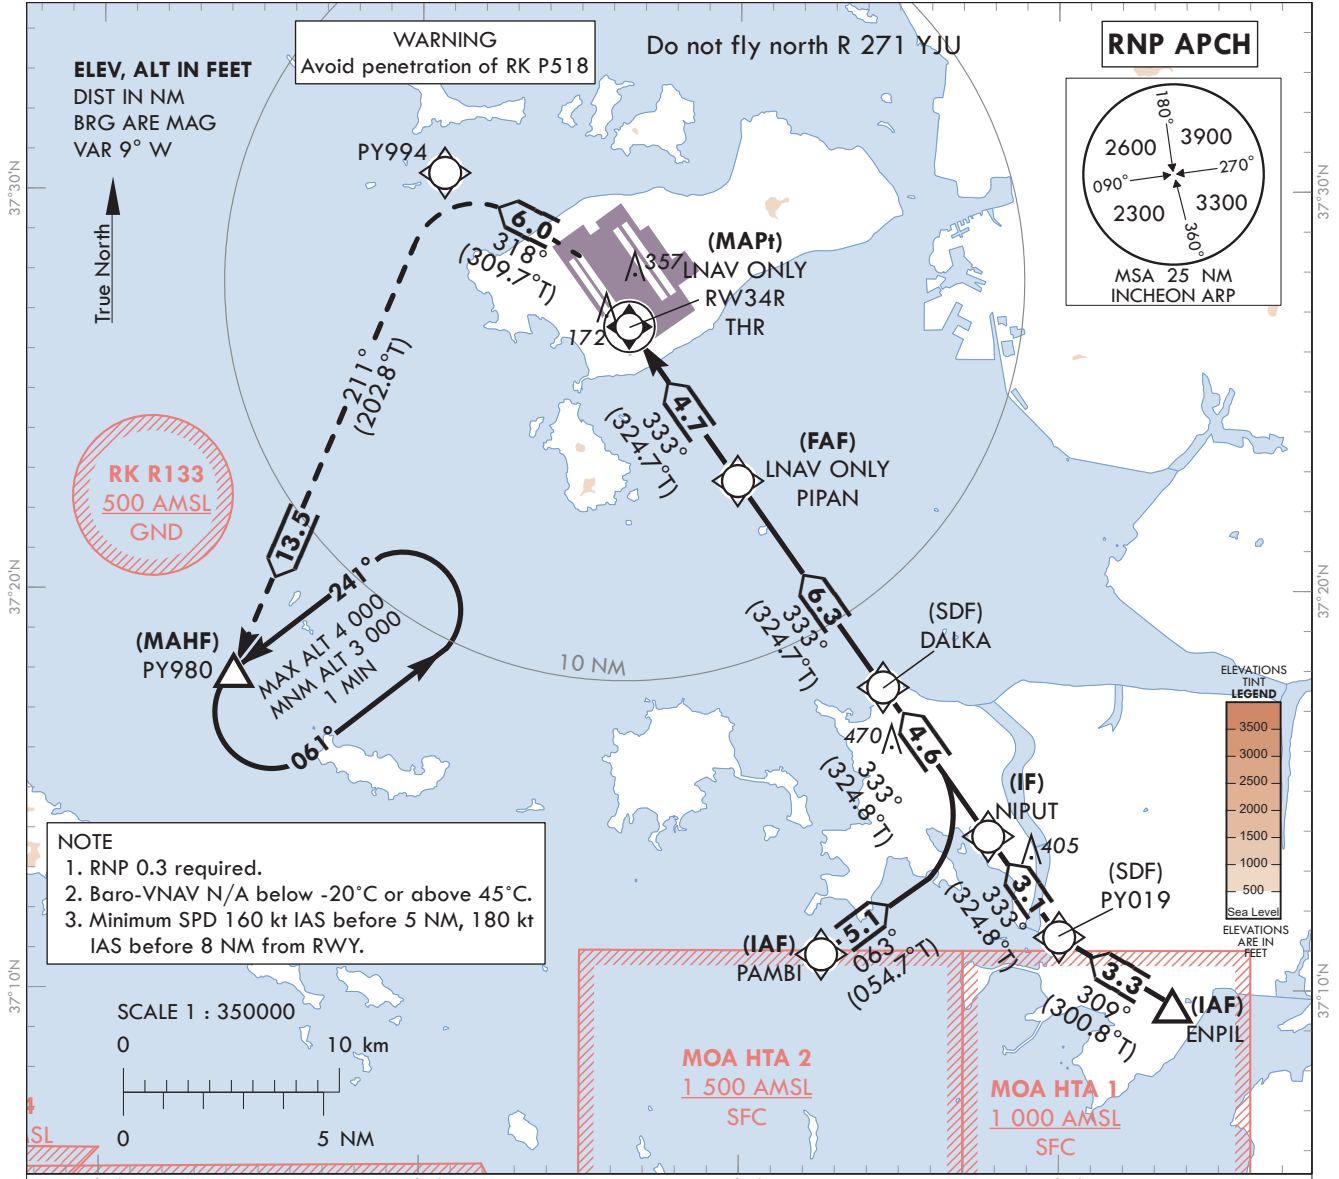 WARNING
Avoid penetration of RK P518
Do not fly north R 271 YJU
RNP APCH
ELEV, ALT IN FEET
DIST IN NM
BRG ARE MAG
VAR 9° W
True North
180°
2600
3900
270°
090°
2300
3300
360°
MSA 25 NM
INCHEON ARP
37°30'N
37°30'N
PY994
6.0
318°
(309.7°T)
357
(MAPt)
LNAV ONLY
RW34R
THR
172
211°
(202.8°T)
4.7
333°
(324.7°T)
(FAF)
LNAV ONLY
PIPAN
RK R133
500 AMSL
GND
13.5
37°20'N
37°20'N
241°
MAX ALT 4 000
MNM ALT 3 000
1 MIN
061°
(MAHF)
PY980
6.3
333°
(324.7°T)
(SDF)
DALKA
10 NM
ELEVATIONS
TINT
LEGEND
3500
3000
2500
2000
1500
1000
500
Sea Level
ELEVATIONS
ARE IN
FEET
470
4.6
333°
(324.8°T)
(IF)
NIPUT
405
3.1
333°
(324.8°T)
(SDF)
PY019
NOTE
1. RNP 0.3 required.
2. Baro-VNAV N/A below -20°C or above 45°C.
3. Minimum SPD 160 kt IAS before 5 NM, 180 kt
IAS before 8 NM from RWY.
(IAF)
PAMBI
5.1
063°
(054.7°T)
3.3
309°
(300.8°T)
(IAF)
ENPIL
37°10'N
37°10'N
SCALE 1 : 350000
0
10 km
0
5 NM
MOA HTA 2
1 500 AMSL
SFC
MOA HTA 1
1 000 AMSL
SFC
4
SL